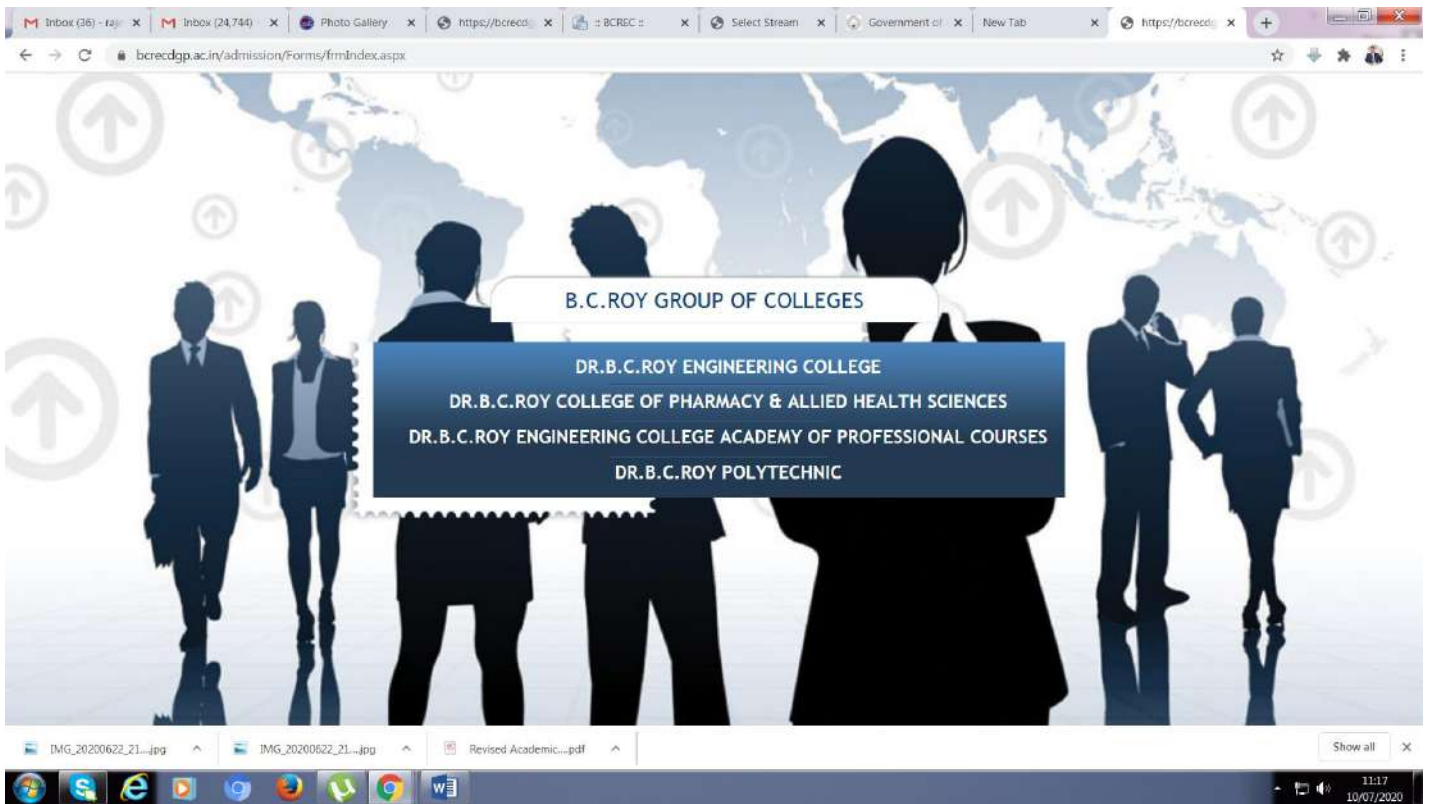 Inbox (36) - raj
Inbox (24,744)
Photo Gallery
https://bcrecd
:: BCREC ::
Select Stream
Government of
New Tab
https://bcrecd
bcrecdgp.ac.in/admission/Forms/frmIndex.aspx
B.C.ROY GROUP OF COLLEGES
DR.B.C.ROY ENGINEERING COLLEGE
DR.B.C.ROY COLLEGE OF PHARMACY & ALLIED HEALTH SCIENCES
DR.B.C.ROY ENGINEERING COLLEGE ACADEMY OF PROFESSIONAL COURSES
DR.B.C.ROY POLYTECHNIC
IMG_20200622_21....jpg
IMG_20200622_21....jpg
Revised Academic....pdf
Show all
11:17
10/07/2020